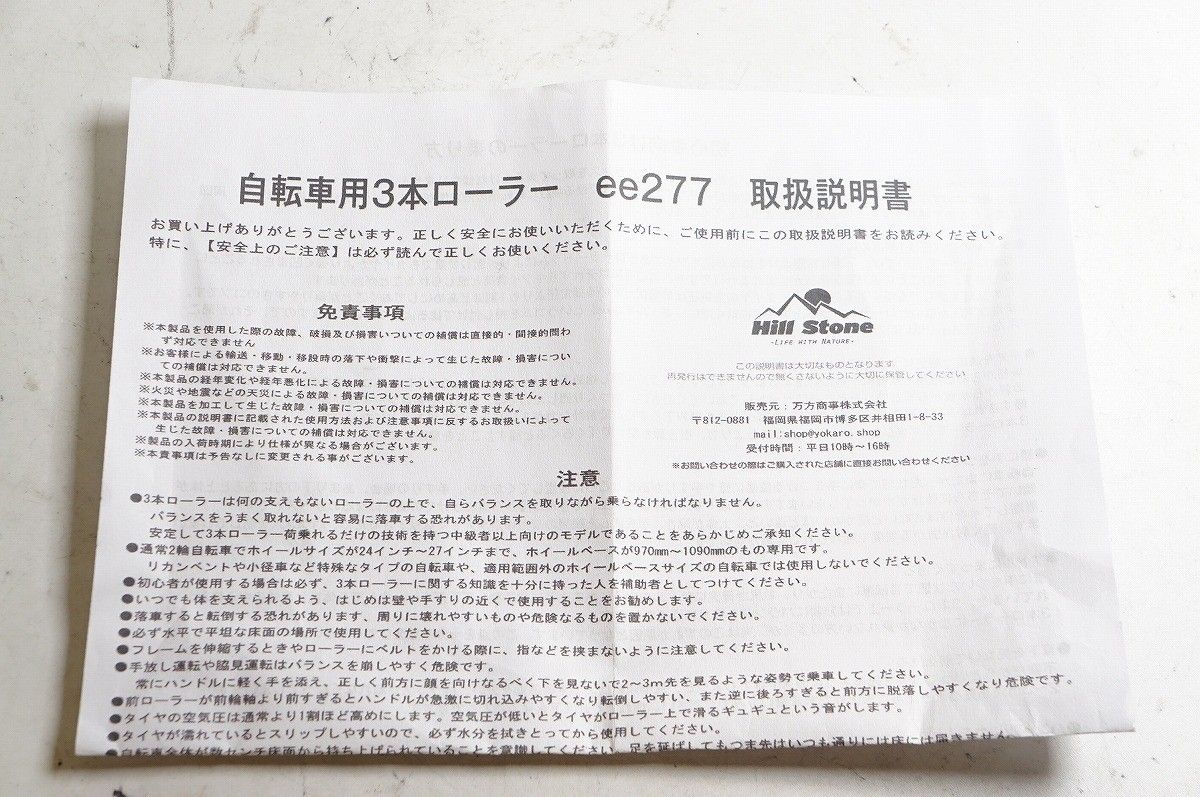 自転車用3本ローラー　ee277　取扱説明書
お買い上げありがとうございます。正しく安全にお使いいただくために、ご使用前にこの取扱説明書をお読みください。
特に、【安全上のご注意】は必ず読んで正しくお使いください。
免責事項
※本製品を使用した際の故障、破損及び損害いついての補償は直接的・間接的問わ
ず対応できません
※お客様による輸送・移動・移設時の落下や衝撃によって生じた故障・損害につい
ての補償は対応できません。
※本製品の経年変化や経年悪化による故障・損害についての補償は対応できません。
※火災や地震などの天災による故障・損害についての補償は対応できません。
※本製品を加工して生じた故障・損害についての補償は対応できません。
※本製品の説明書に記載された使用方法および注意事項に反するお取扱いによって
生じた故障・損害についての補償は対応できません。
※製品の入荷時期により仕様が異なる場合がございます。
※本責事項は予告なしに変更される事がございます。
Hill Stone
-Life with Nature-
この説明書は大切なものとなります
再発行はできませんので無くさないように大切に保管してください
販売元：万方商事株式会社
〒812-0881　福岡県福岡市博多区井相田1-8-33
mail:shop@yokaro.shop
受付時間：平日10時～16時
※お問い合わせの際はご購入された店舗に直接お問い合わせください
注意
●3本ローラーは何の支えもないローラーの上で、自らバランスを取りながら乗らなければなりません。
バランスをうまく取れないと容易に落車する恐れがあります。
安定して3本ローラー荷乗れるだけの技術を持つ中級者以上向けのモデルであることをあらかじめご承知ください。
●通常2輪自転車でホイールサイズが24インチ～27インチまで、ホイールベースが970mm～1090mmのもの専用です。
リカンベントや小径車など特殊なタイプの自転車や、適用範囲外のホイールベースサイズの自転車では使用しないでください。
●初心者が使用する場合は必ず、3本ローラーに関する知識を十分に持った人を補助者としてつけてください。
●いつでも体を支えられるよう、はじめは壁や手すりの近くで使用することをお勧めします。
●落車すると転倒する恐れがあります、周りに壊れやすいものや危険なるものを置かないでください。
●必ず水平で平坦な床面の場所で使用してください。
●フレームを伸縮するときやローラーにベルトをかける際に、指などを挟まないように注意してください。
●手放し運転や脇見運転はバランスを崩しやすく危険です。
常にハンドルに軽く手を添え、正しく前方に顔を向けなるべく下を見ないで2～3m先を見るような姿勢で乗車してください。
●前ローラーが前輪軸より前すぎるとハンドルが急激に切れ込みやすくなり転倒しやすい、また逆に後ろすぎると前方に脱落しやすくなり危険です。
●タイヤの空気圧は通常より1割ほど高めにします。空気圧が低いとタイヤがローラー上で滑るギュギュという音がします。
●タイヤが濡れているとスリップしやすいので、必ず水分を拭きとってから使用してください。
●自転車全体が数センチ床面から持ち上げられていることを意識してください。足を延ばしてもつま先はいつも通りには床には届きません